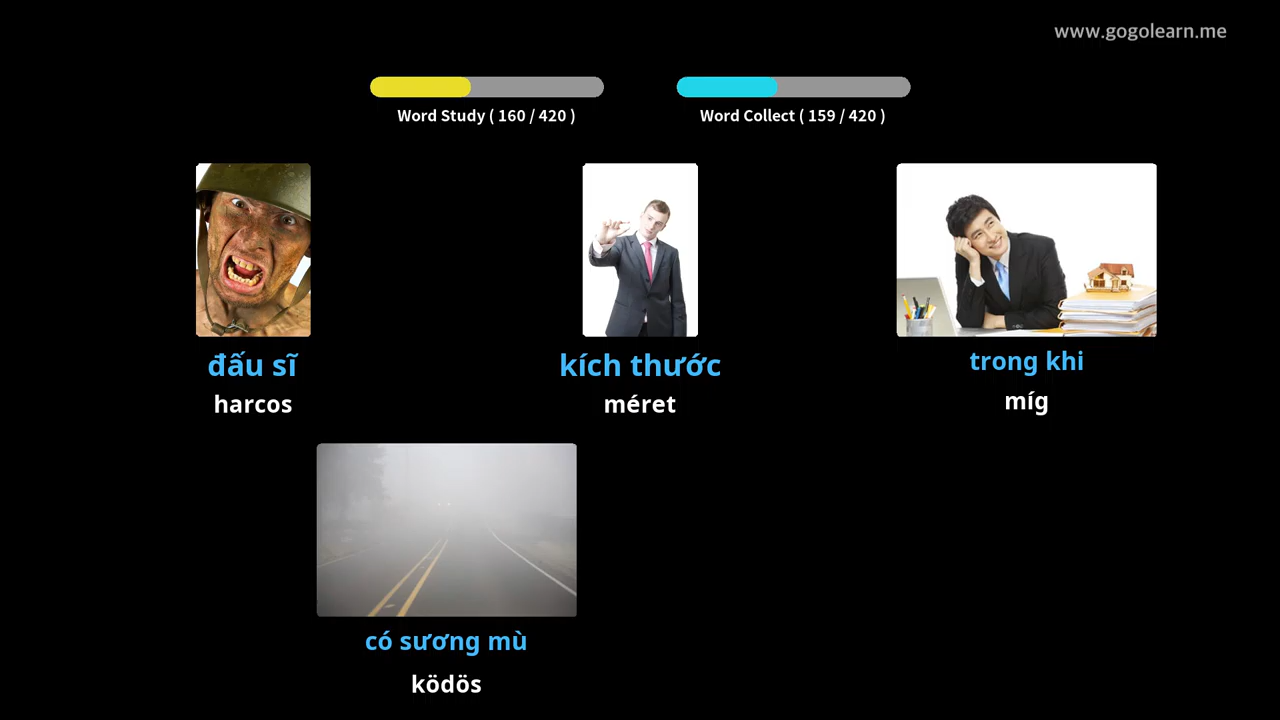 www.gogolearn.me
Word Study ( 160 / 420 )
Word Collect ( 159 / 420 )
đấu sĩ
harcos
kích thước
méret
trong khi
míg
có sương mù
ködös